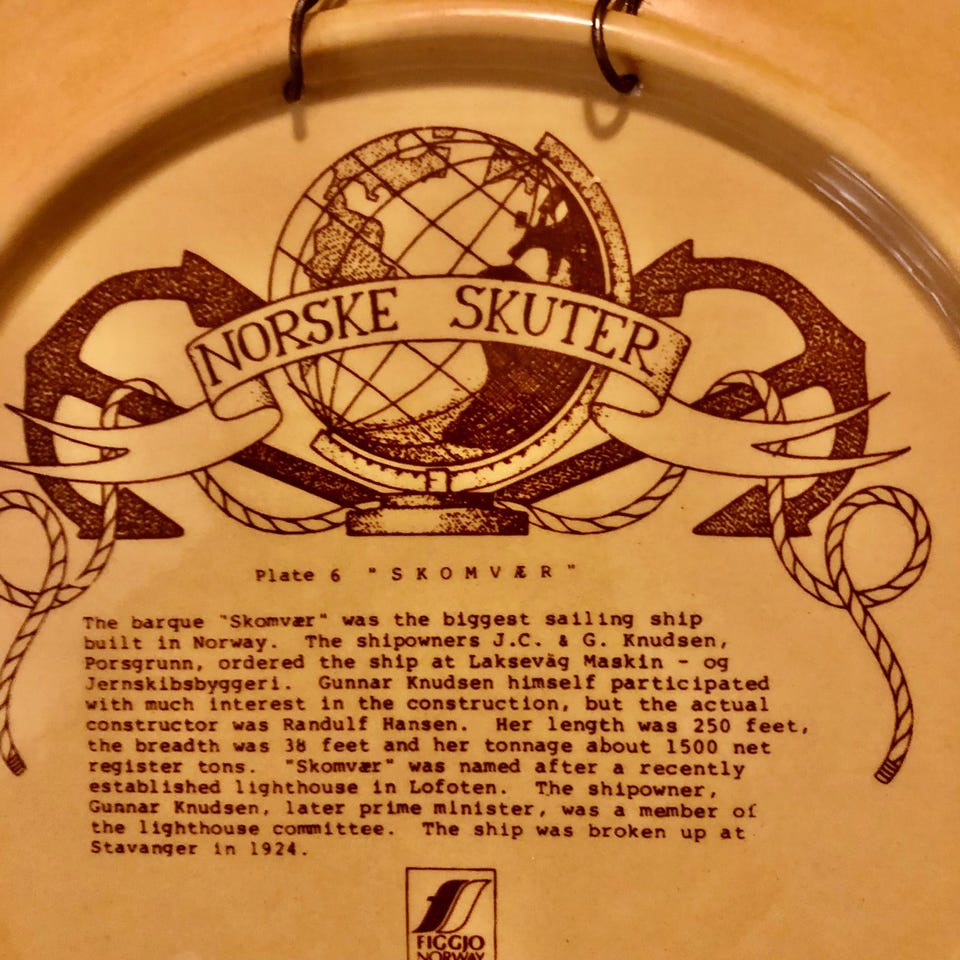 NORSKE SKUTER
Plate 6 "SKOMVÆR"
The barque "Skomvær" was the biggest sailing ship
built in Norway. The shipowners J.C. & G. Knudsen,
Porsgrunn, ordered the ship at Laksevåg Maskin - og
Jernskibsbyggeri. Gunnar Knudsen himself participated
with much interest in the construction, but the actual
constructor was Randulf Hansen. Her length was 250 feet,
the breadth was 38 feet and her tonnage about 1500 net
register tons. "Skomvær" was named after a recently
established lighthouse in Lofoten. The shipowner,
Gunnar Knudsen, later prime minister, was a member of
the lighthouse committee. The ship was broken up at
Stavanger in 1924.
FIGGJO
NORWAY